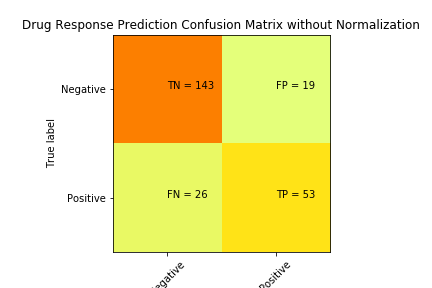 Drug Response Prediction Confusion Matrix without Normalization
Negative
TN = 143
FP = 19
True label
Positive
FN = 26
TP = 53
Positive